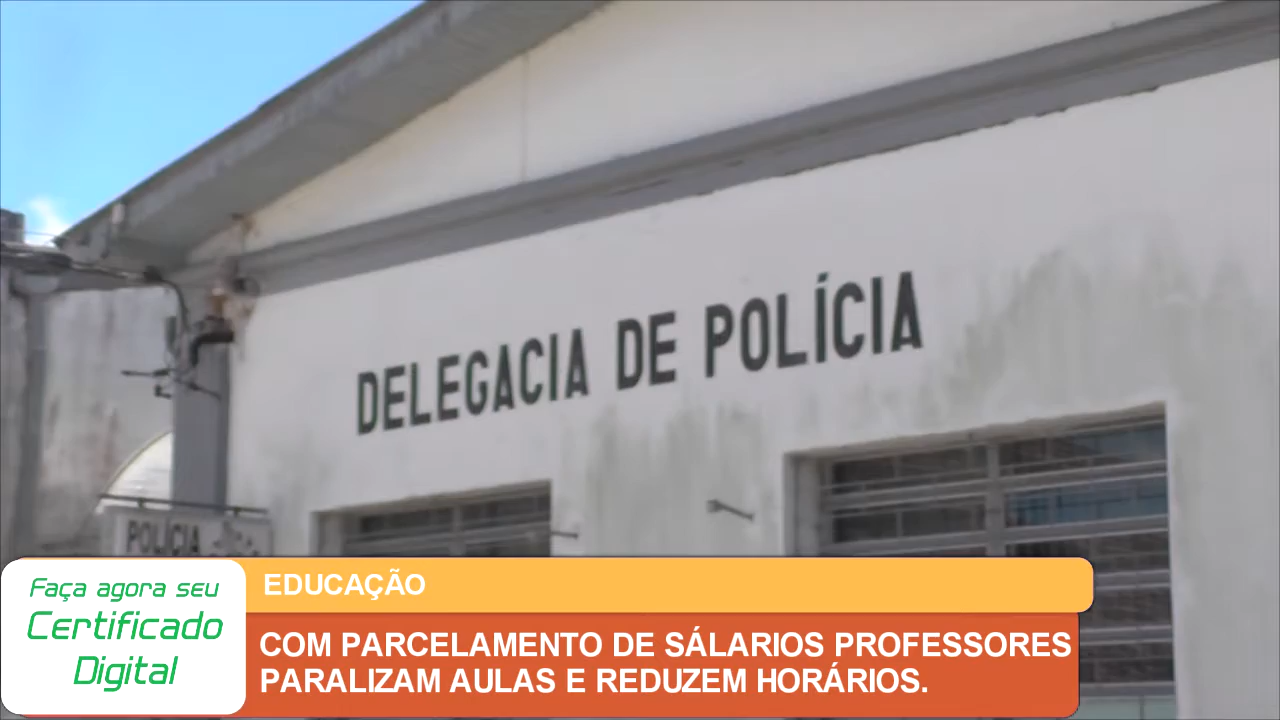 DELEGACIA DE POLÍCIA
POLÍCIA
EDUCAÇÃO
Faça agora seu
Certificado
Digital
COM PARCELAMENTO DE SÁLARIOS PROFESSORES
PARALIZAM AULAS E REDUZEM HORÁRIOS.